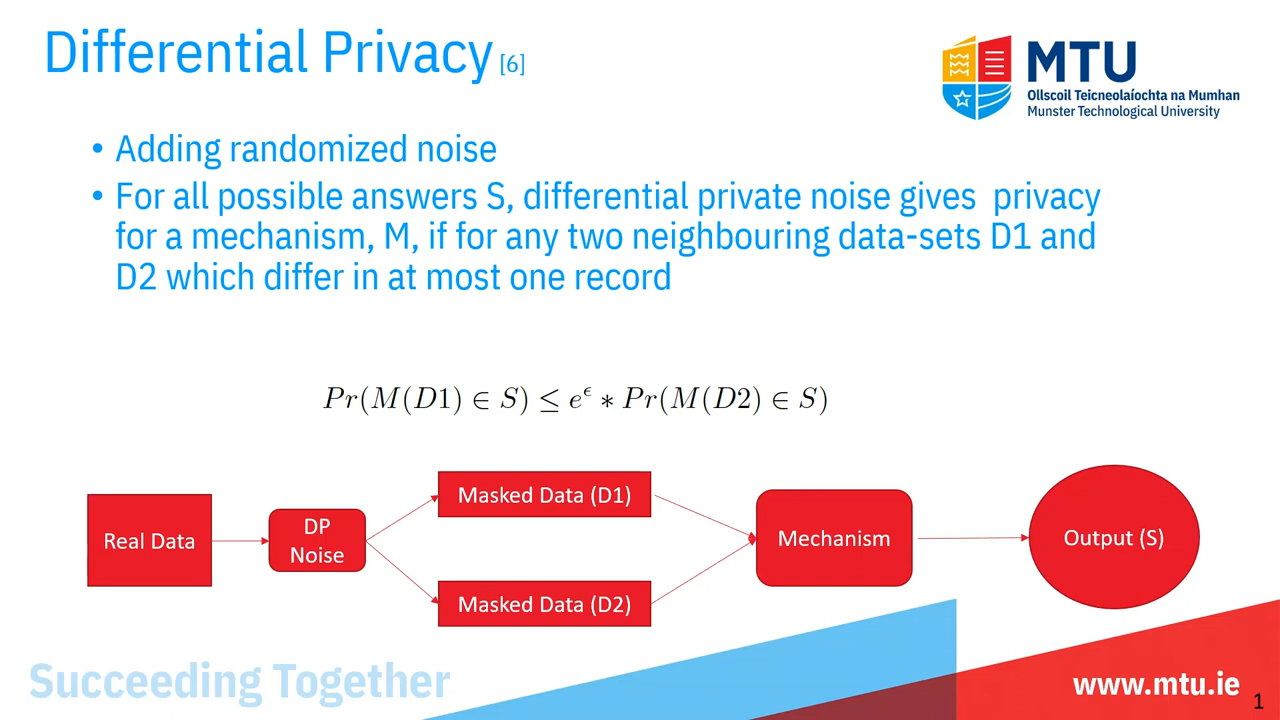 Differential Privacy [6]
MTU
Ollscoil Teicneolaíochta na Mumhan
Munster Technological University
• Adding randomized noise
• For all possible answers S, differential private noise gives  privacy
for a mechanism, M, if for any two neighbouring data-sets D1 and
D2 which differ in at most one record
Pr(M(D1) ∈ S) ≤ e^ϵ ∗ Pr(M(D2) ∈ S)
Real Data
DP
Noise
Masked Data (D1)
Masked Data (D2)
Mechanism
Output (S)
Succeeding Together
www.mtu.ie
1